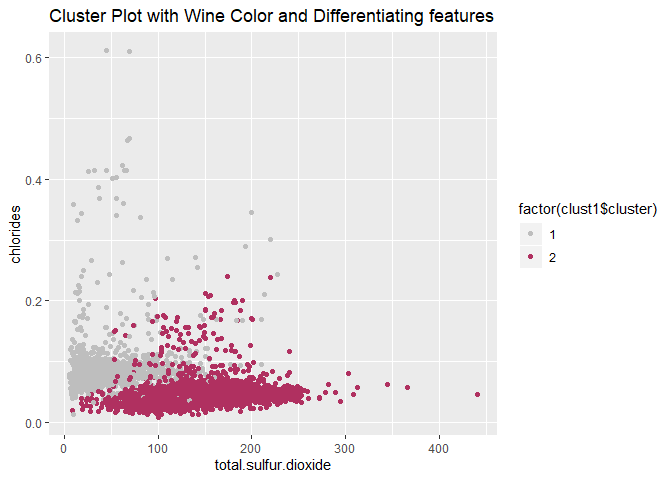 Cluster Plot with Wine Color and Differentiating features
0.6
0.4
0.2
0.0
chlorides
0
100
200
300
400
total.sulfur.dioxide
factor(clust1$cluster)
1
2